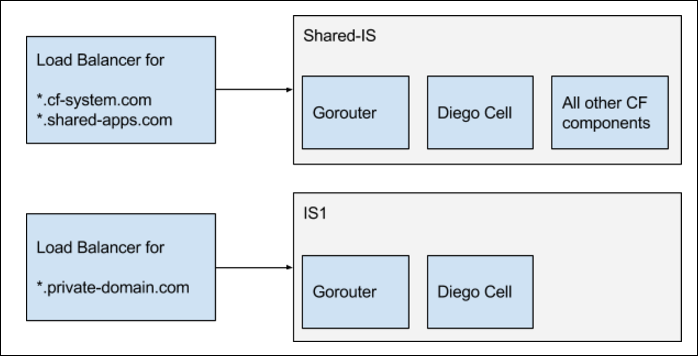 Load Balancer for
*.cf-system.com
*.shared-apps.com
Shared-IS
Gorouter
Diego Cell
All other CF
components
Load Balancer for
*.private-domain.com
IS1
Gorouter
Diego Cell